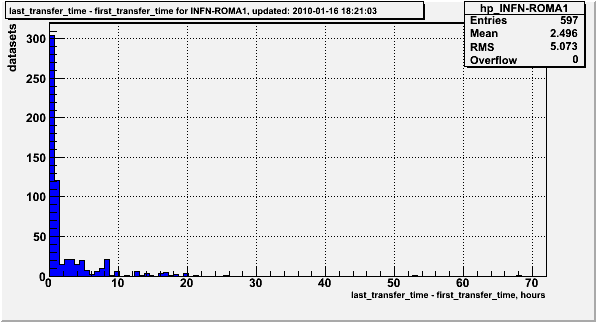 last_transfer_time - first_transfer_time for INFN-ROMA1, updated: 2010-01-16 18:21:03
hp_INFN-ROMA1
Entries 597
Mean 2.496
RMS 5.073
Overflow 0
datasets
300
250
200
150
100
50
0
0 10 20 30 40 50 60 70
last_transfer_time - first_transfer_time, hours